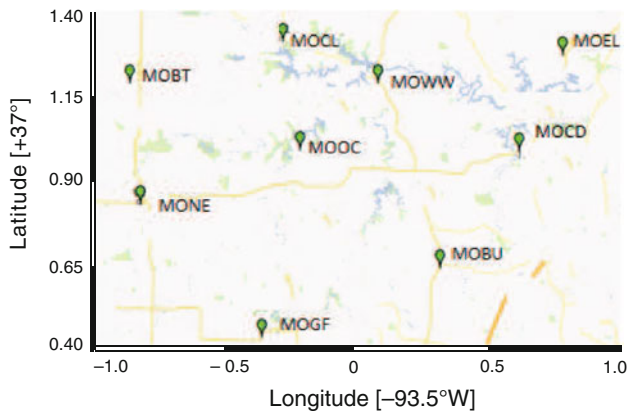 1.40
MOCL
MOEL
MOBT
MOWW
1.15
MOCD
MOOC
0.90
MONE
MOBU
0.65
MOGF
0.40
−1.0
−0.5
0
0.5
1.0
Latitude [+37°]
Longitude [−93.5°W]